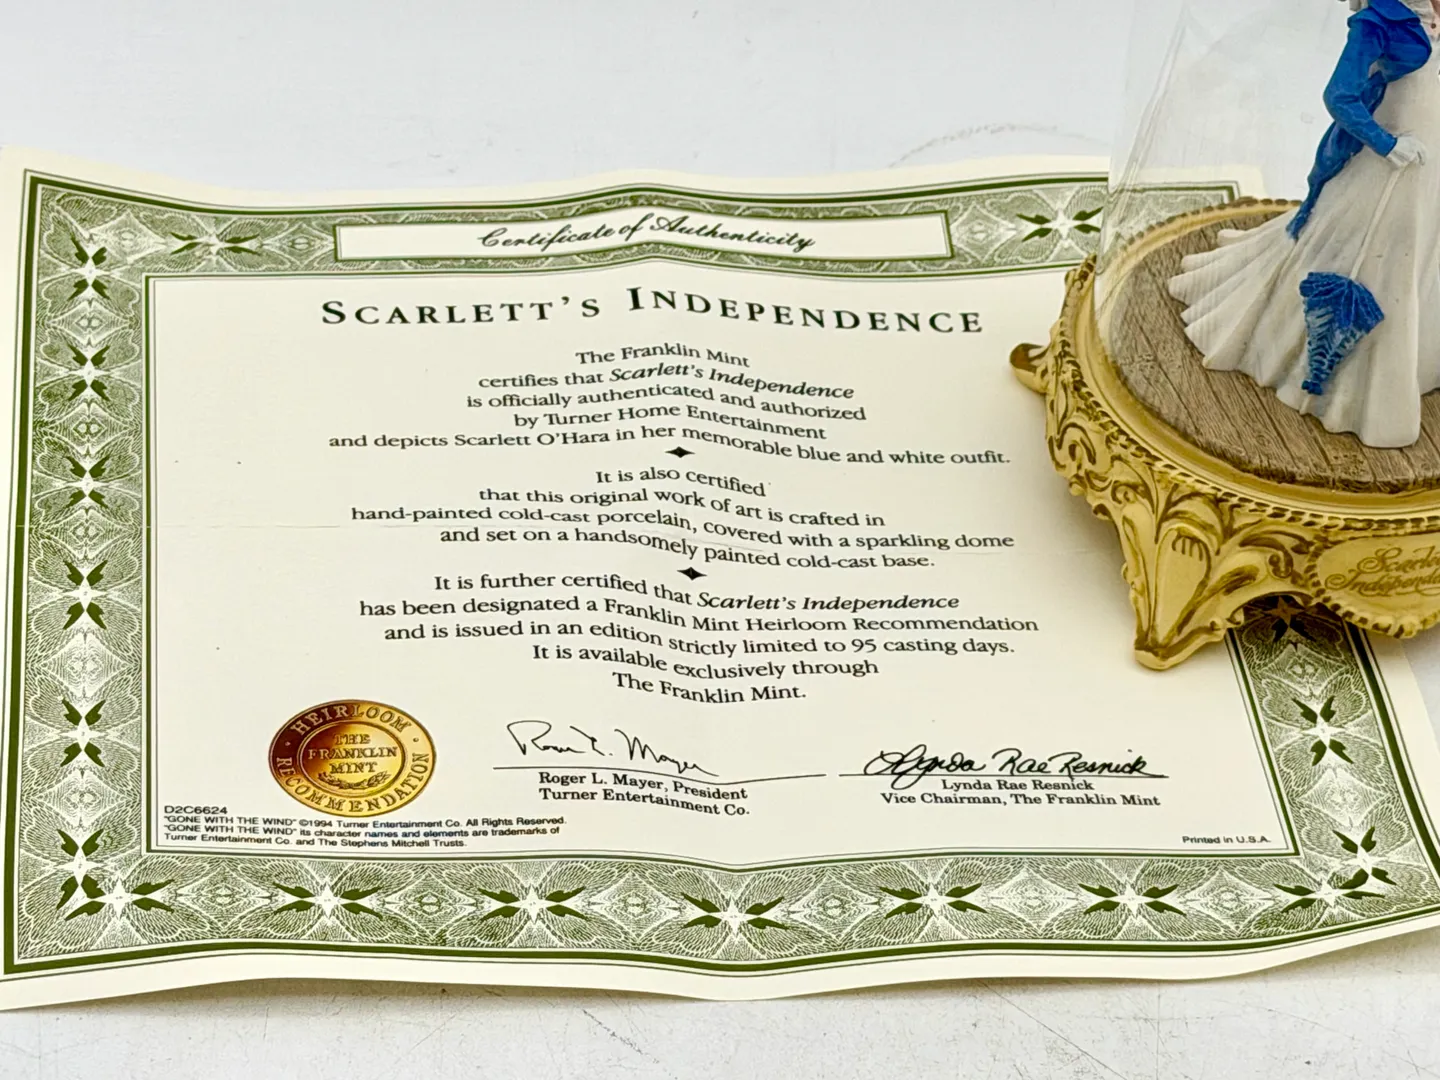 Certificate of Authenticity
SCARLETT'S INDEPENDENCE
The Franklin Mint
certifies that Scarlett's Independence
is officially authenticated and authorized
by Turner Home Entertainment
and depicts Scarlett O'Hara in her memorable blue and white outfit.
It is also certified
that this original work of art is crafted in
hand-painted cold-cast porcelain, covered with a sparkling dome
and set on a handsomely painted cold-cast base.
It is further certified that Scarlett's Independence
has been designated a Franklin Mint Heirloom Recommendation
and is issued in an edition strictly limited to 95 casting days.
It is available exclusively through
The Franklin Mint.
HEIRLOOM
THE
FRANKLIN
MINT
RECOMMENDATION
Roger L. Mayer
Roger L. Mayer, President
Turner Entertainment Co.
Lynda Rae Resnick
Lynda Rae Resnick
Vice Chairman, The Franklin Mint
D2C6624
"GONE WITH THE WIND" ©1994 Turner Entertainment Co. All Rights Reserved.
"GONE WITH THE WIND" its character names and elements are trademarks of
Turner Entertainment Co. and The Stephens Mitchell Trusts.
Printed in U.S.A.